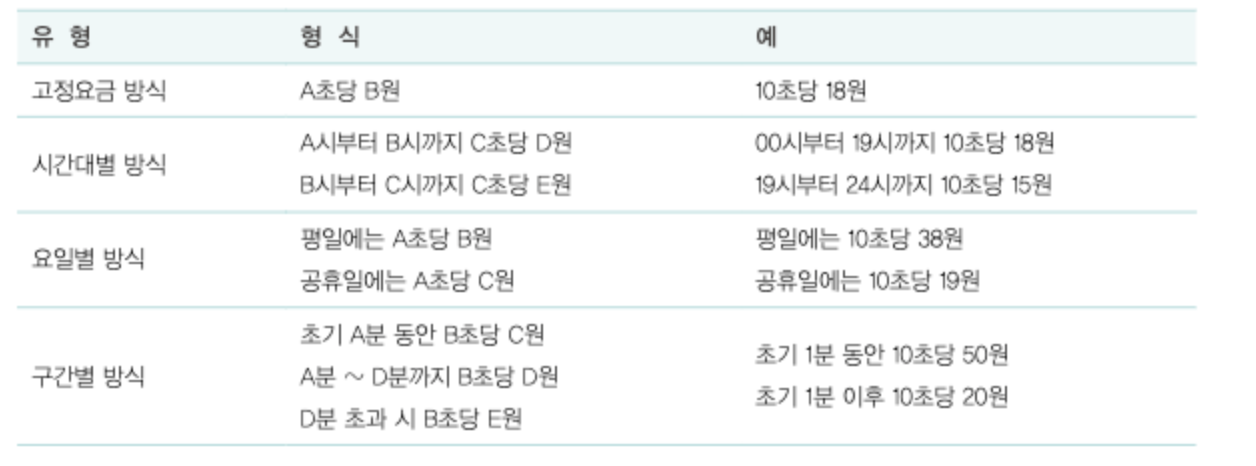 유 형 형 식 예
고정요금 방식 A초당 B원 10초당 18원
시간대별 방식
A시부터 B시까지 C초당 D원 00시부터 19시까지 10초당 18원
B시부터 C시까지 C초당 E원 19시부터 24시까지 10초당 15원
요일별 방식
평일에는 A초당 B원 평일에는 10초당 38원
공휴일에는 A초당 C원 공휴일에는 10초당 19원
구간별 방식
초기 A분 동안 B초당 C원
A분 ~ D분까지 B초당 D원
D분 초과 시 B초당 E원
초기 1분 동안 10초당 50원
초기 1분 이후 10초당 20원